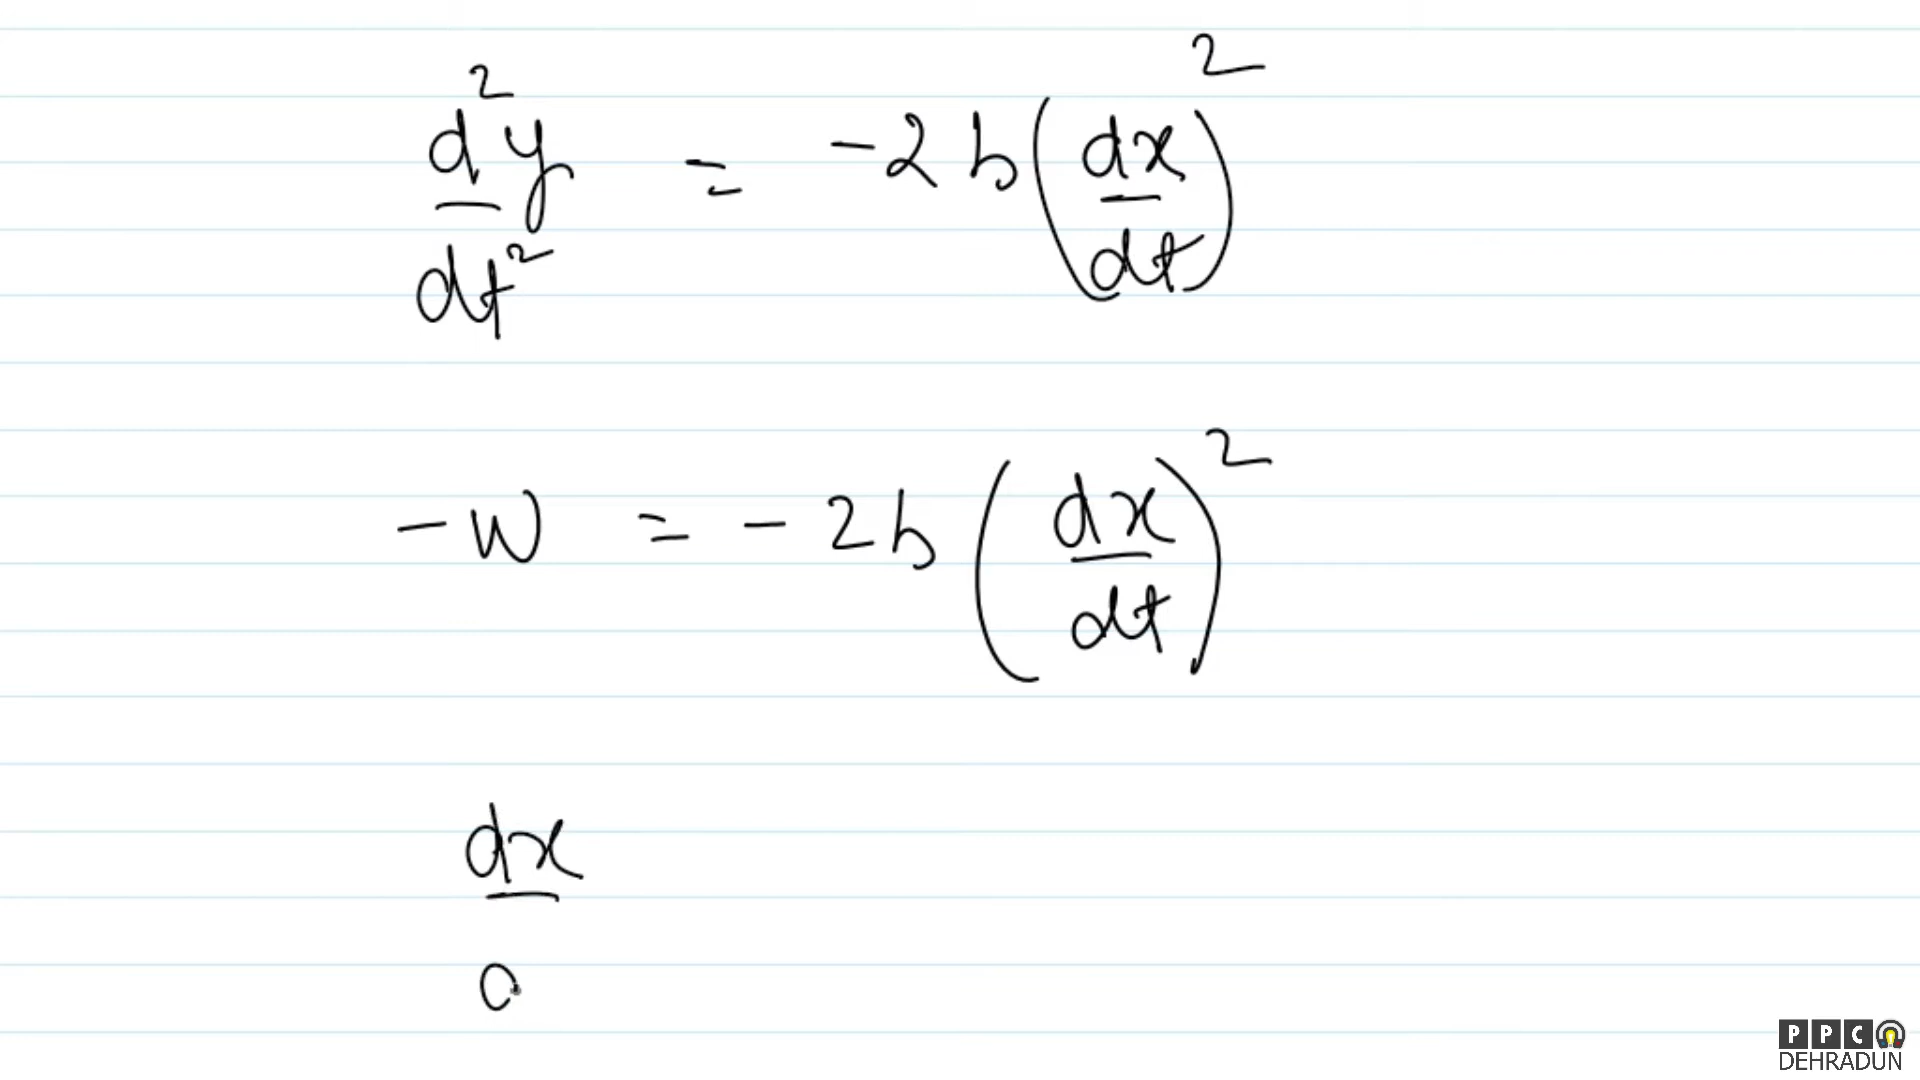 d²y/dt² = -2b(dx/dt)²
-w = -2b(dx/dt)²
dx
PPC
DEHRADUN